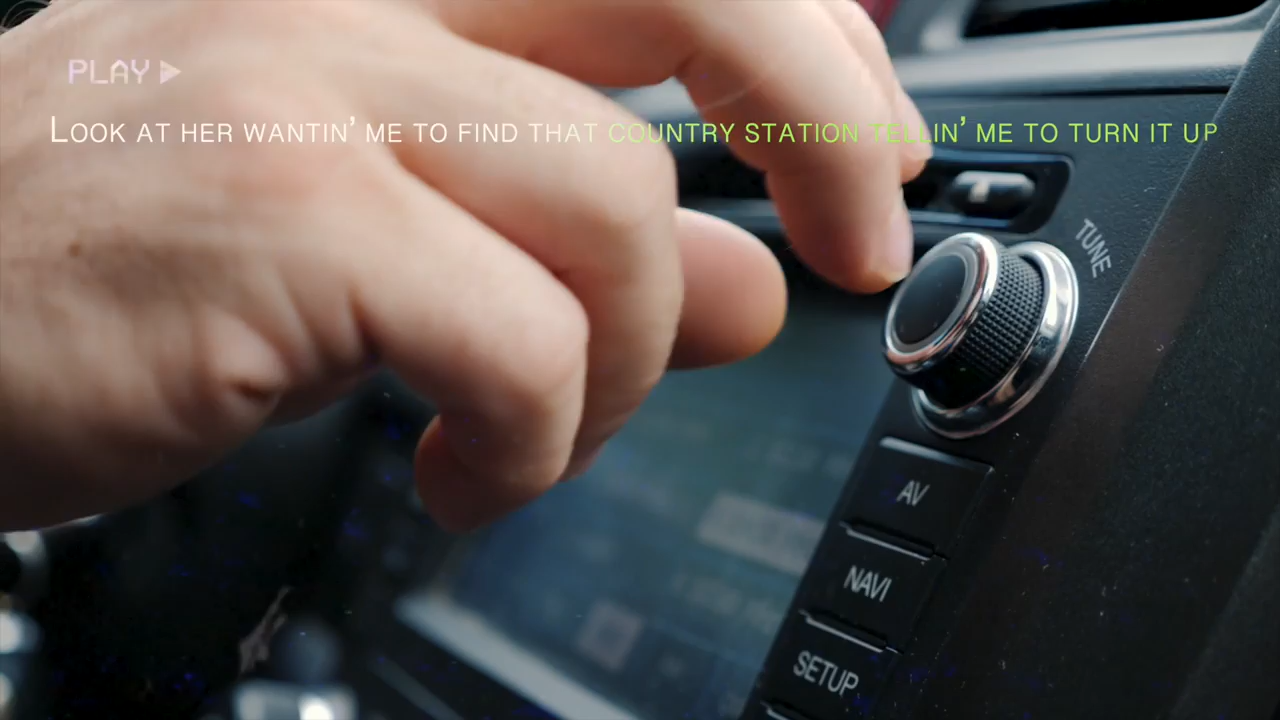 PLAY
LOOK AT HER WANTIN' ME TO FIND THAT COUNTRY STATION TELLIN' ME TO TURN IT UP
TUNE
AV
NAVI
SETUP